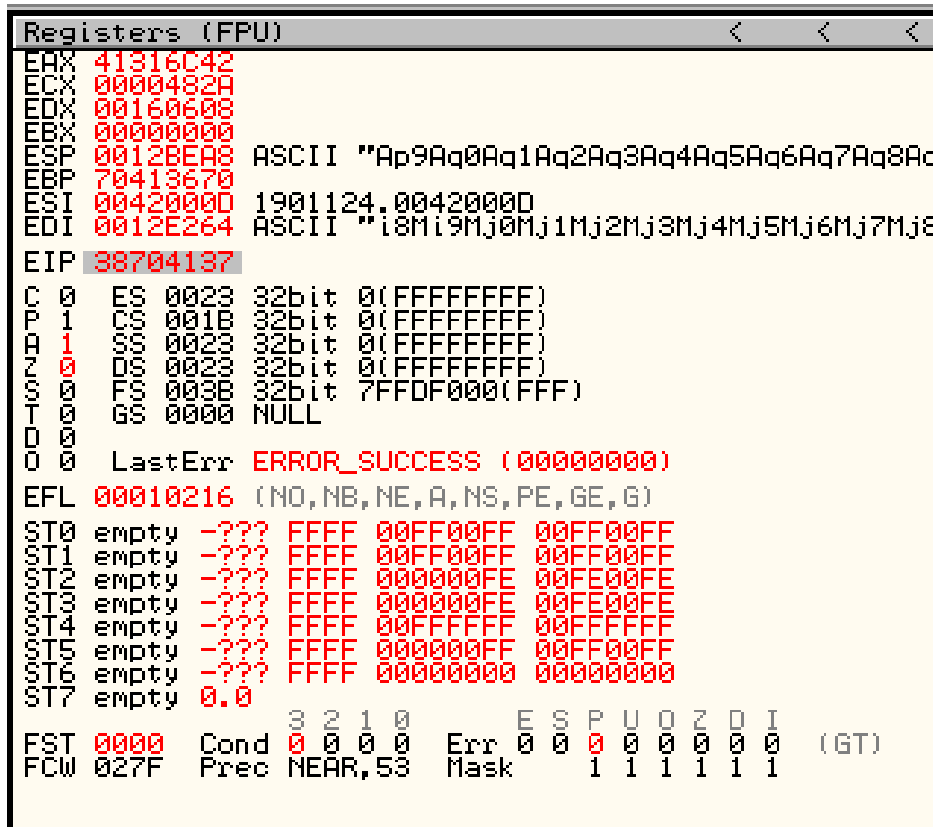 Registers (FPU) < < <
EAX 41316C42
ECX 0000482A
EDX 00160608
EBX 00000000
ESP 0012BEA8 ASCII "Ap9Aq0Aq1Aq2Aq3Aq4Aq5Aq6Aq7Aq8Aq
EBP 70413670
ESI 0042000D 1901124.0042000D
EDI 0012E264 ASCII "i8Mi9Mj0Mj1Mj2Mj3Mj4Mj5Mj6Mj7Mj8
EIP 38704137
C 0 ES 0023 32bit 0(FFFFFFFF)
P 1 CS 001B 32bit 0(FFFFFFFF)
A 1 SS 0023 32bit 0(FFFFFFFF)
Z 0 DS 0023 32bit 0(FFFFFFFF)
S 0 FS 003B 32bit 7FFDF000(FFF)
T 0 GS 0000 NULL
D 0
O 0 LastErr ERROR_SUCCESS (00000000)
EFL 00010216 (NO,NB,NE,A,NS,PE,GE,G)
ST0 empty -??? FFFF 00FF00FF 00FF00FF
ST1 empty -??? FFFF 00FF00FF 00FF00FF
ST2 empty -??? FFFF 000000FE 00FE00FE
ST3 empty -??? FFFF 000000FE 00FE00FE
ST4 empty -??? FFFF 00FFFFFF 00FFFFFF
ST5 empty -??? FFFF 000000FF 00FF00FF
ST6 empty -??? FFFF 00000000 00000000
ST7 empty 0.0
3 2 1 0 E S P U O Z D I
FST 0000 Cond 0 0 0 0 Err 0 0 0 0 0 0 0 0 (GT)
FCW 027F Prec NEAR,53 Mask 1 1 1 1 1 1